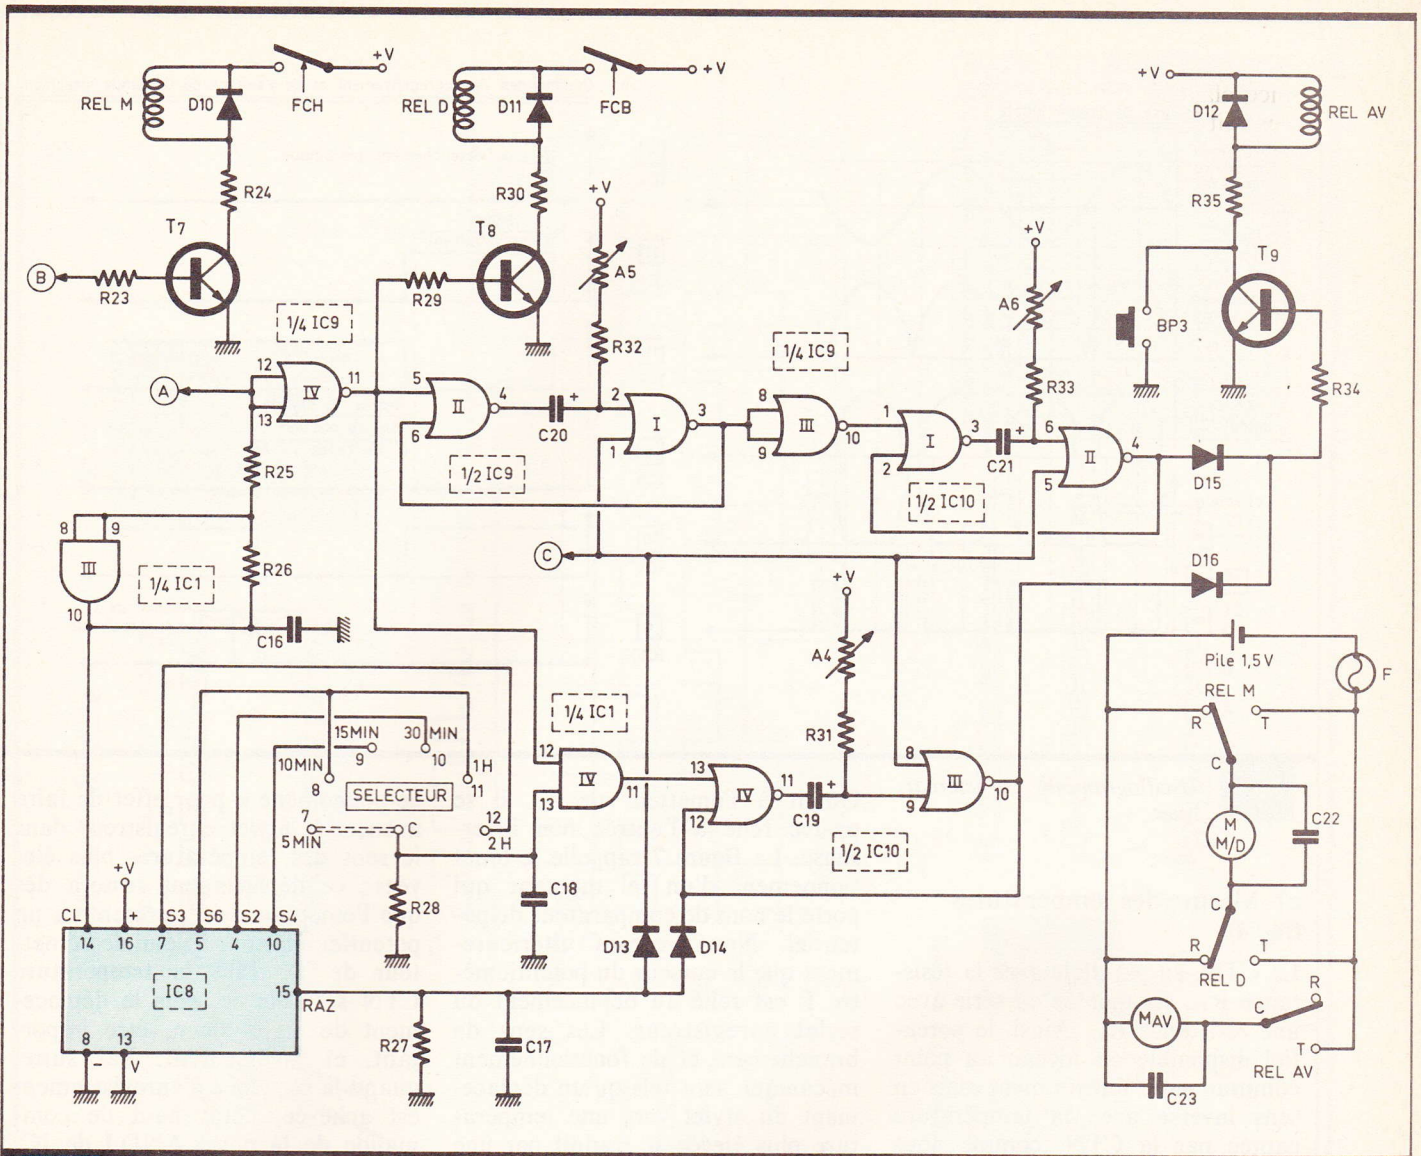 REL M
D10
FCH
+V
REL D
D11
FCB
+V
+V
D12
REL AV
R24
R30
+V
R35
T7
T8
A5
+V
T9
B
R23
R29
1/4 IC9
R32
A6
BP3
1/4 IC9
R33
R34
A
12
13
IV
11
5
6
II
4
C20
+
2
1
I
3
8
9
III
10
1
2
I
3
C21
+
6
5
II
4
D15
R25
1/2 IC9
1/2 IC10
8
9
III
10
1/4 IC1
R26
C
D16
+V
C16
A4
Pile 1,5 V
F
REL M
R
T
C
1/4 IC1
15MIN
9
30 MIN
10
10MIN
8
1H
11
SELECTEUR
7
5MIN
C
12
2H
12
13
IV
11
13
12
IV
11
C19
+
R31
8
9
III
10
1/2 IC10
M
M/D
C22
C
R
T
REL D
+V
R28
C18
D13
D14
CL
+
S3
S6
S2
S4
14
16
7
5
4
10
IC8
15
RAZ
R27
C17
8
13
−
V
MAV
C
R
T
REL AV
C23